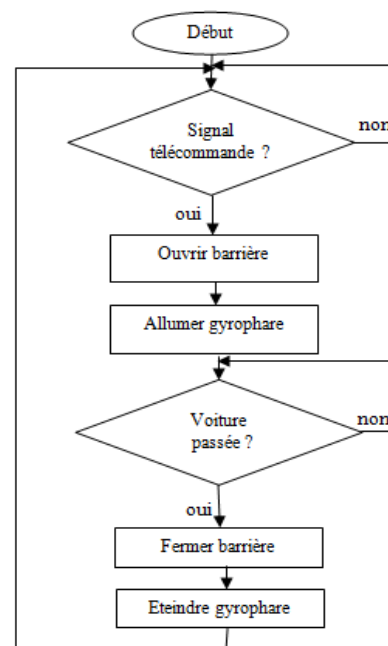 Début
Signal
télécommande ?
non
oui
Ouvrir barrière
Allumer gyrophare
Voiture
passée ?
non
oui
Fermer barrière
Eteindre gyrophare